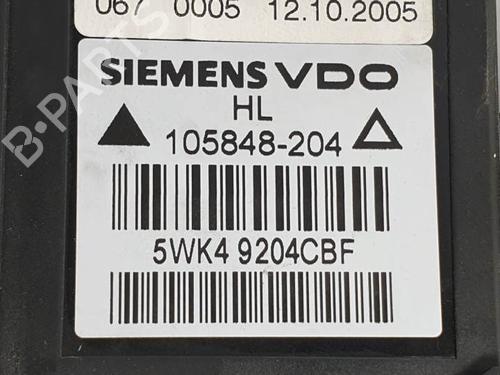 067 0005 12.10.2005
SIEMENS VDO
HL
105848-204
5WK4 9204CBF
B-PARTS